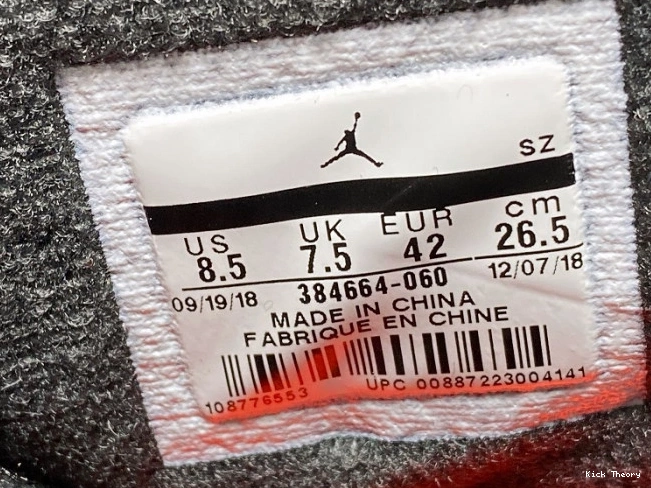 SZ
US UK EUR cm
8.5 7.5 42 26.5
09/19/18 384664-060 12/07/18
MADE IN CHINA
FABRIQUE EN CHINE
108776553 UPC 00887223004141
Kick Theory